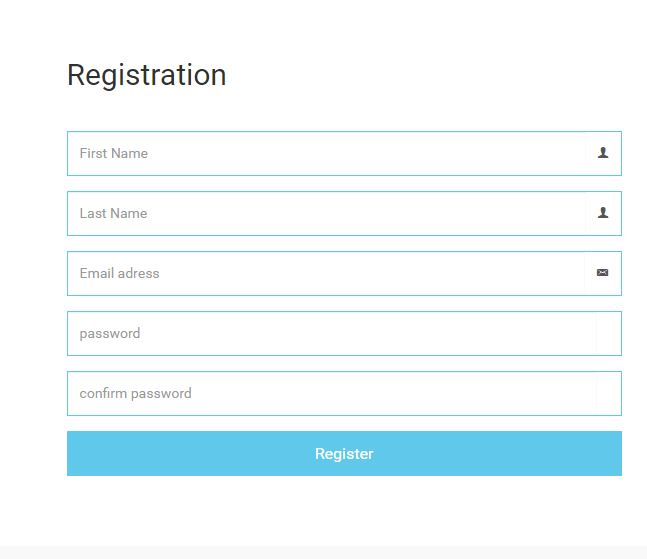 Registration
First Name
Last Name
Email adress
password
confirm password
Register